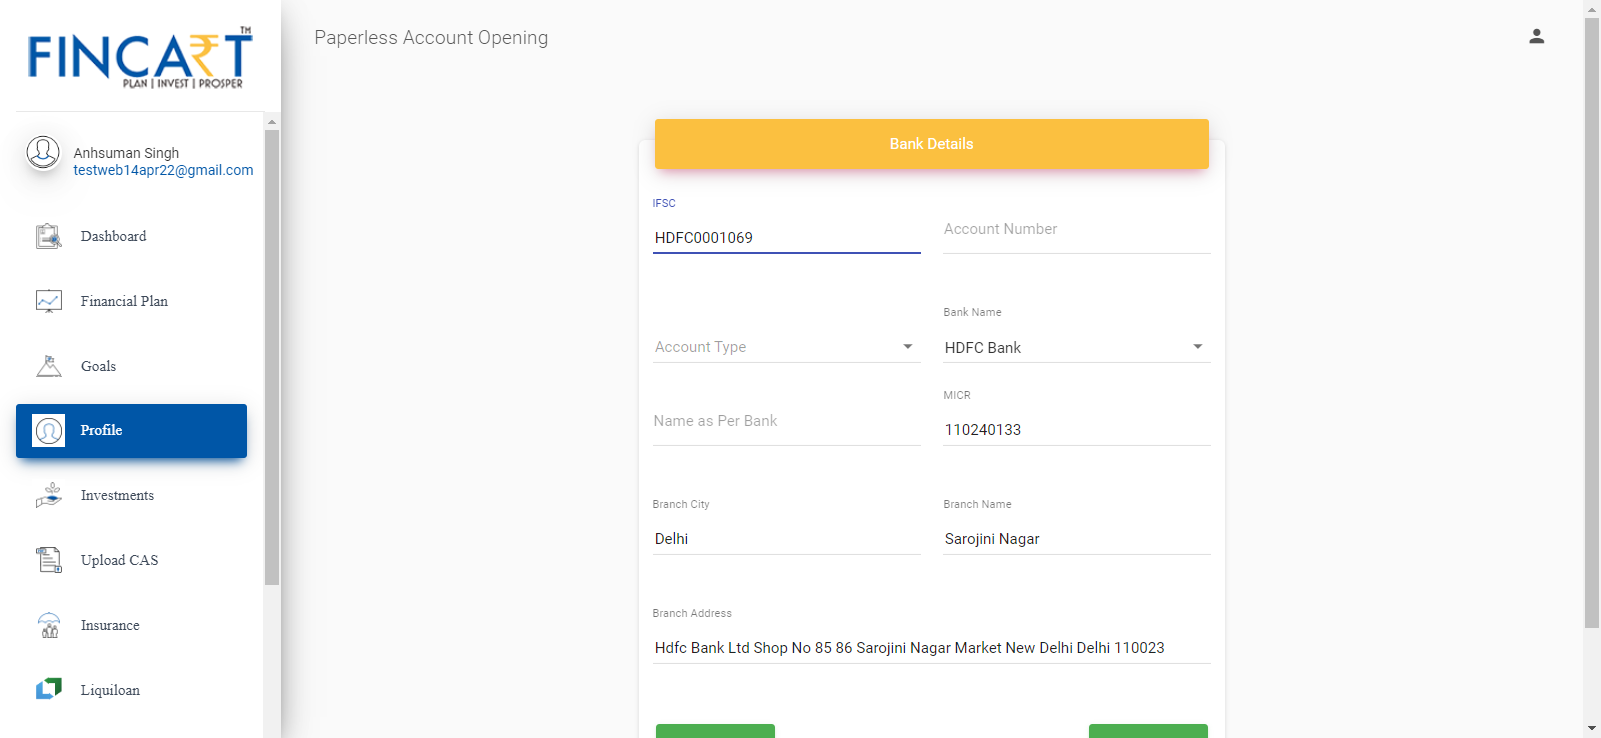 FINCART™
PLAN | INVEST | PROSPER
Paperless Account Opening
Anhsuman Singh
testweb14apr22@gmail.com
Dashboard
Financial Plan
Goals
Profile
Investments
Upload CAS
Insurance
Liquiloan
Bank Details
IFSC
HDFC0001069
Account Number
Account Type
Bank Name
HDFC Bank
Name as Per Bank
MICR
110240133
Branch City
Delhi
Branch Name
Sarojini Nagar
Branch Address
Hdfc Bank Ltd Shop No 85 86 Sarojini Nagar Market New Delhi Delhi 110023